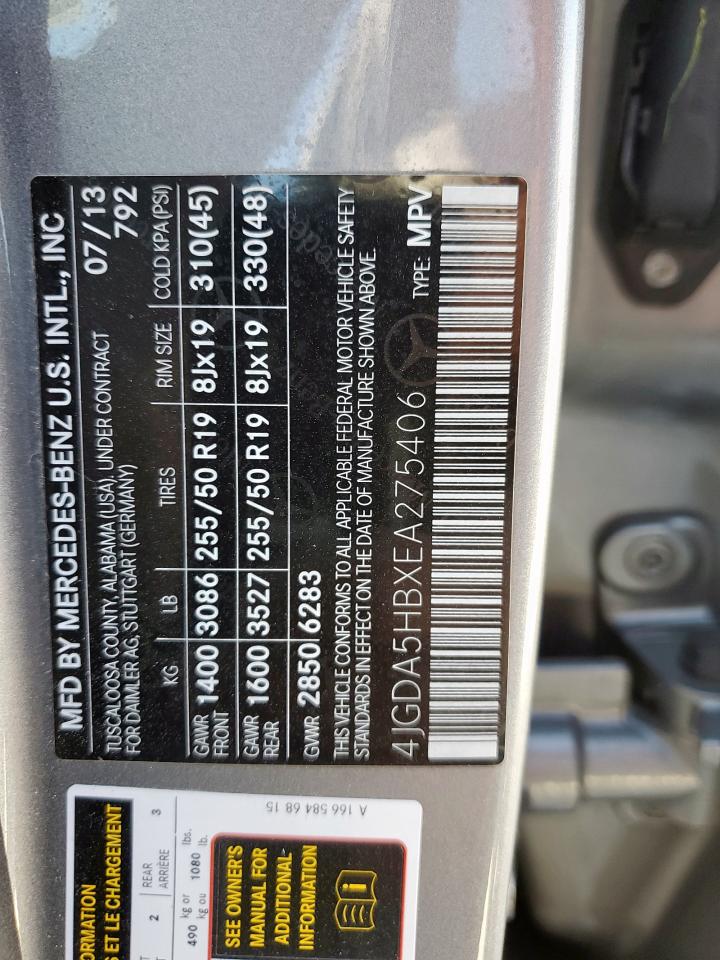 MFD BY MERCEDES-BENZ U.S. INTL., INC
TUSCALOOSA COUNTY, ALABAMA (USA), UNDER CONTRACT 07/13
FOR DAIMLER AG, STUTTGART (GERMANY) 792
KG LB TIRES RIM SIZE COLD KPA(PSI)
GAWR FRONT 1400 3086 255/50 R19 8Jx19 310(45)
GAWR REAR 1600 3527 255/50 R19 8Jx19 330(48)
GVWR 2850 6283
THIS VEHICLE CONFORMS TO ALL APPLICABLE FEDERAL MOTOR VEHICLE SAFETY
STANDARDS IN EFFECT ON THE DATE OF MANUFACTURE SHOWN ABOVE.
4JGDA5HBXEA275406 TYPE: MPV
S ET LE CHARGEMENT
2 REAR 3
ARRIÈRE
490 kg or 1080 lbs.
kg ou lb.
SEE OWNER'S
MANUAL FOR
ADDITIONAL
INFORMATION
A 166 584 68 15